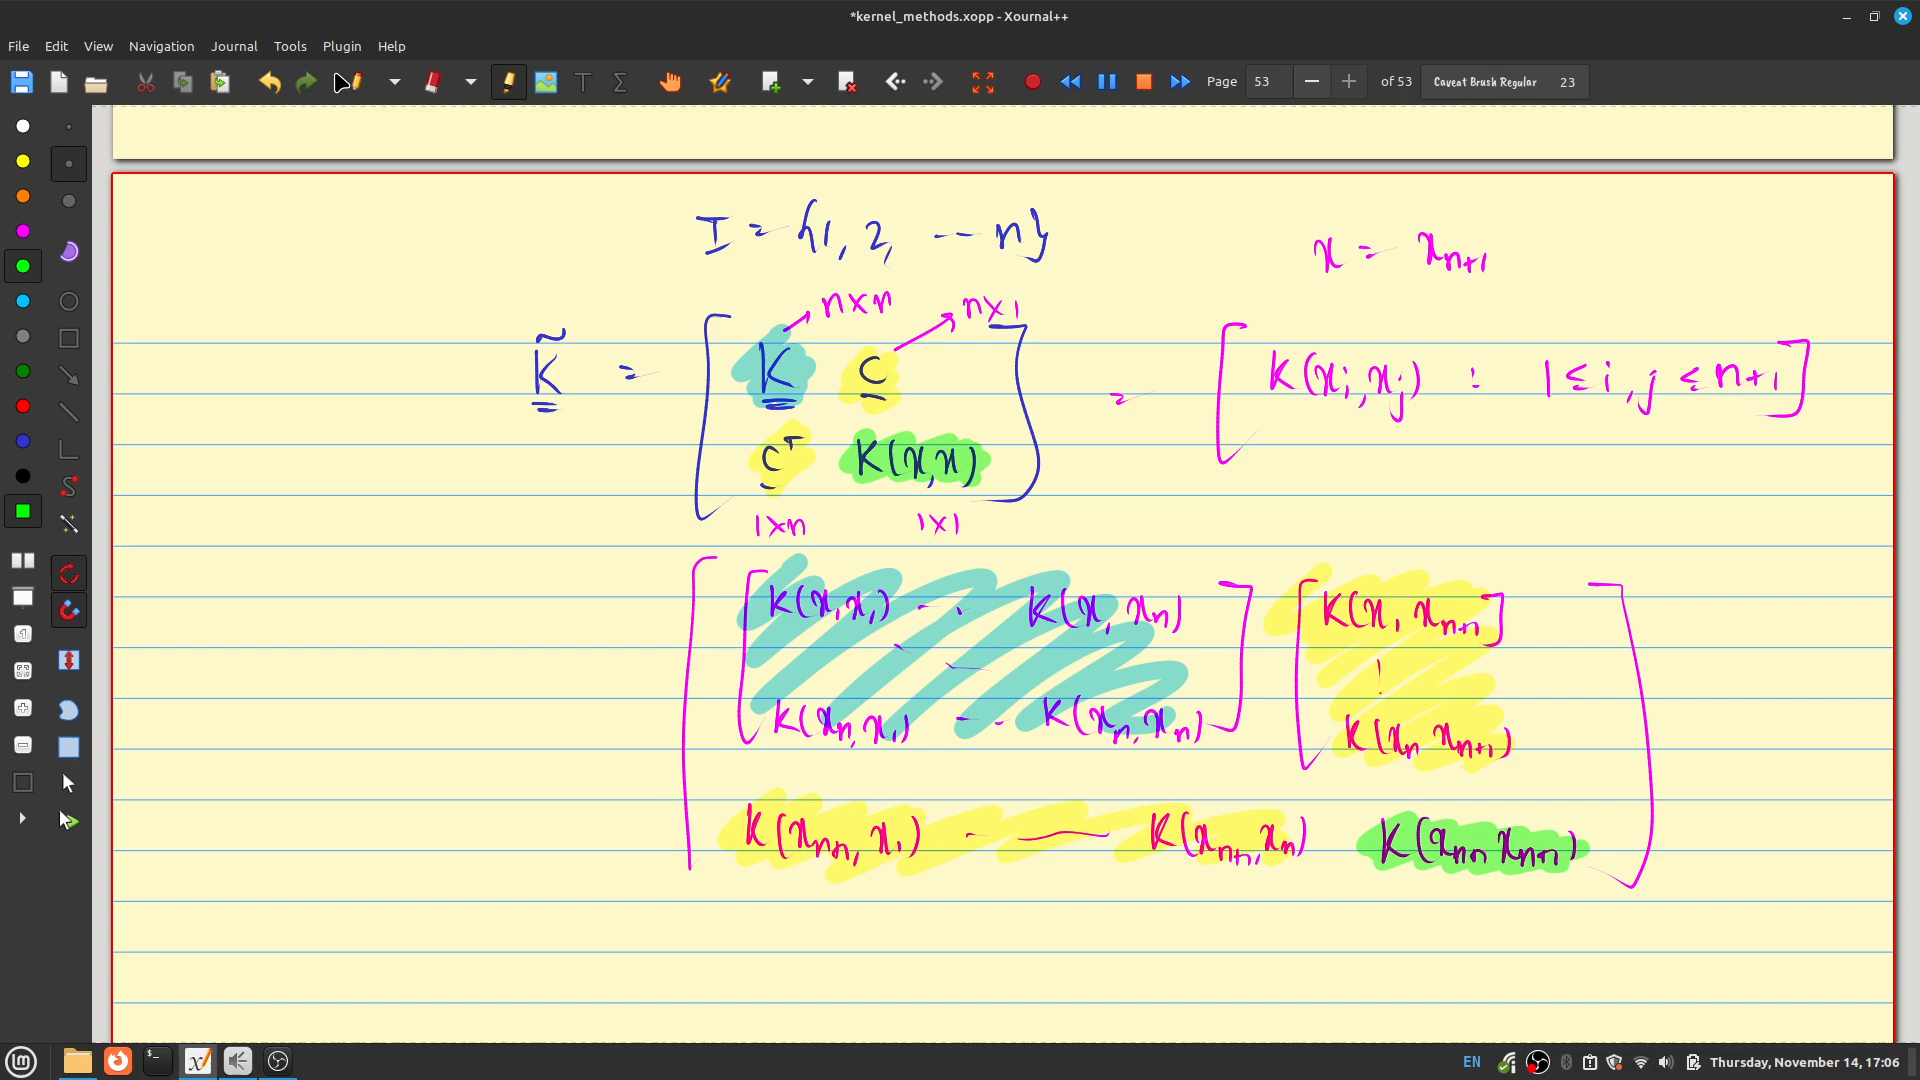 *kernel_methods.xopp - Xournal++
File Edit View Navigation Journal Tools Plugin Help
Page 53 of 53 Caveat Brush Regular 23
I = {1, 2, -- n}
x = x_{n+1}
n×n n×1
K̃ = [ K c = [ K(x_i, x_j) : 1 ≤ i, j ≤ n+1 ]
c^T K(x,x) ]
1×n 1×1
K(x_1, x_1) - . K(x_1, x_n) K(x_1, x_{n+1}
K(x_n, x_1) - - K(x_n, x_n) K(x_n x_{n+1})
K(x_{n+1}, x_1) - — K(x_{n+1}, x_n) K(x_{n+1} x_{n+1})
EN Thursday, November 14, 17:06